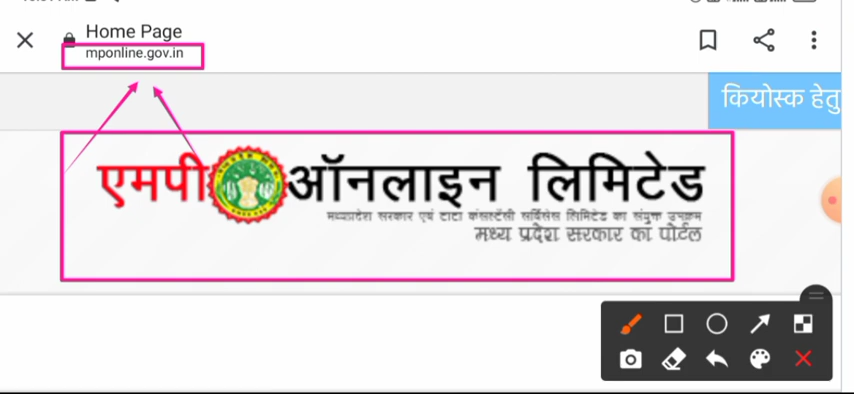 Home Page
mponline.gov.in
कियोस्क हेतु
एमपी ऑनलाइन लिमिटेड
मध्यप्रदेश सरकार एवं टाटा कंसल्टेंसी सर्विसेस लिमिटेड का संयुक्त उपक्रम
मध्य प्रदेश सरकार का पोर्टल